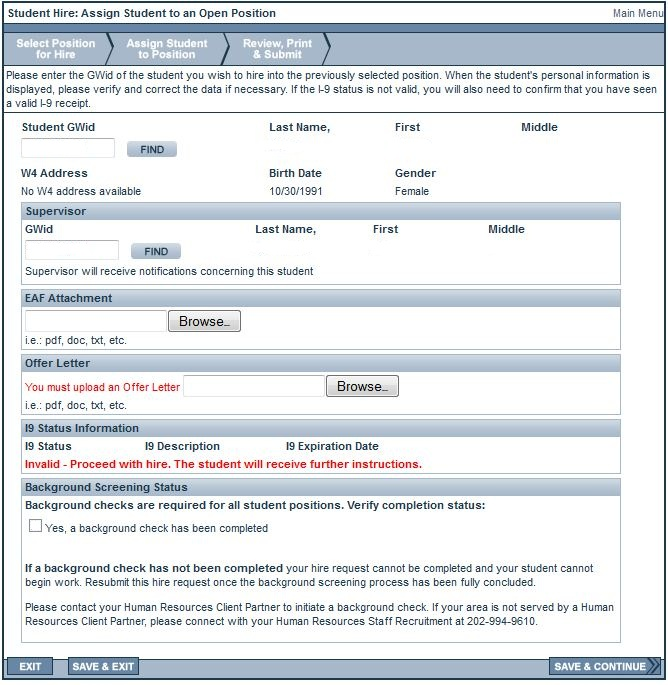 Student Hire: Assign Student to an Open Position Main Menu
Select Position for Hire
Assign Student to Position
Review, Print & Submit
Please enter the GWid of the student you wish to hire into the previously selected position. When the student's personal information is
displayed, please verify and correct the data if necessary. If the I-9 status is not valid, you will also need to confirm that you have seen
a valid I-9 receipt.
Student GWid Last Name, First Middle
FIND
W4 Address Birth Date Gender
No W4 address available 10/30/1991 Female
Supervisor
GWid Last Name, First Middle
FIND
Supervisor will receive notifications concerning this student
EAF Attachment
Browse...
i.e.: pdf, doc, txt, etc.
Offer Letter
You must upload an Offer Letter Browse...
i.e.: pdf, doc, txt, etc.
I9 Status Information
I9 Status I9 Description I9 Expiration Date
Invalid - Proceed with hire. The student will receive further instructions.
Background Screening Status
Background checks are required for all student positions. Verify completion status:
Yes, a background check has been completed
If a background check has not been completed your hire request cannot be completed and your student cannot
begin work. Resubmit this hire request once the background screening process has been fully concluded.
Please contact your Human Resources Client Partner to initiate a background check. If your area is not served by a Human
Resources Client Partner, please connect with your Human Resources Staff Recruitment at 202-994-9610.
EXIT SAVE & EXIT SAVE & CONTINUE